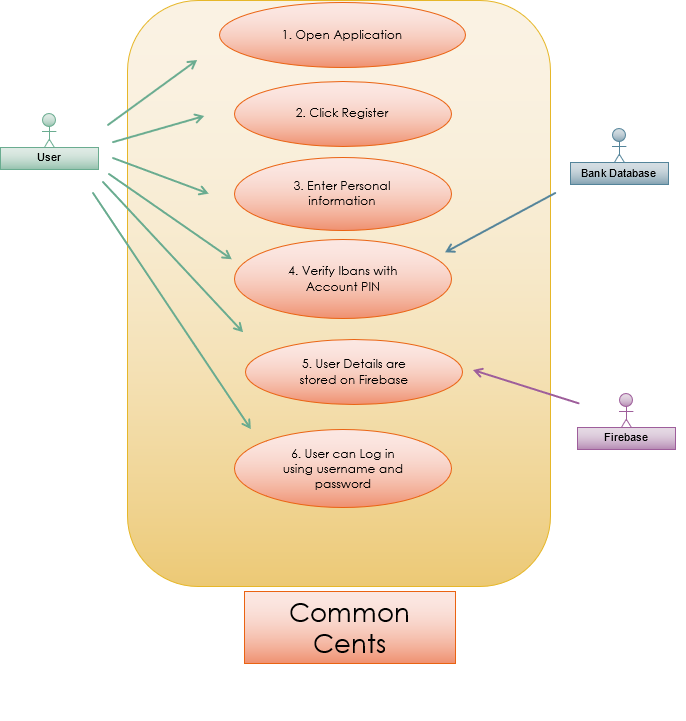 1. Open Application
2. Click Register
User
Bank Database
3. Enter Personal
information
4. Verify Ibans with
Account PIN
5. User Details are
stored on Firebase
Firebase
6. User can Log in
using username and
password
Common
Cents